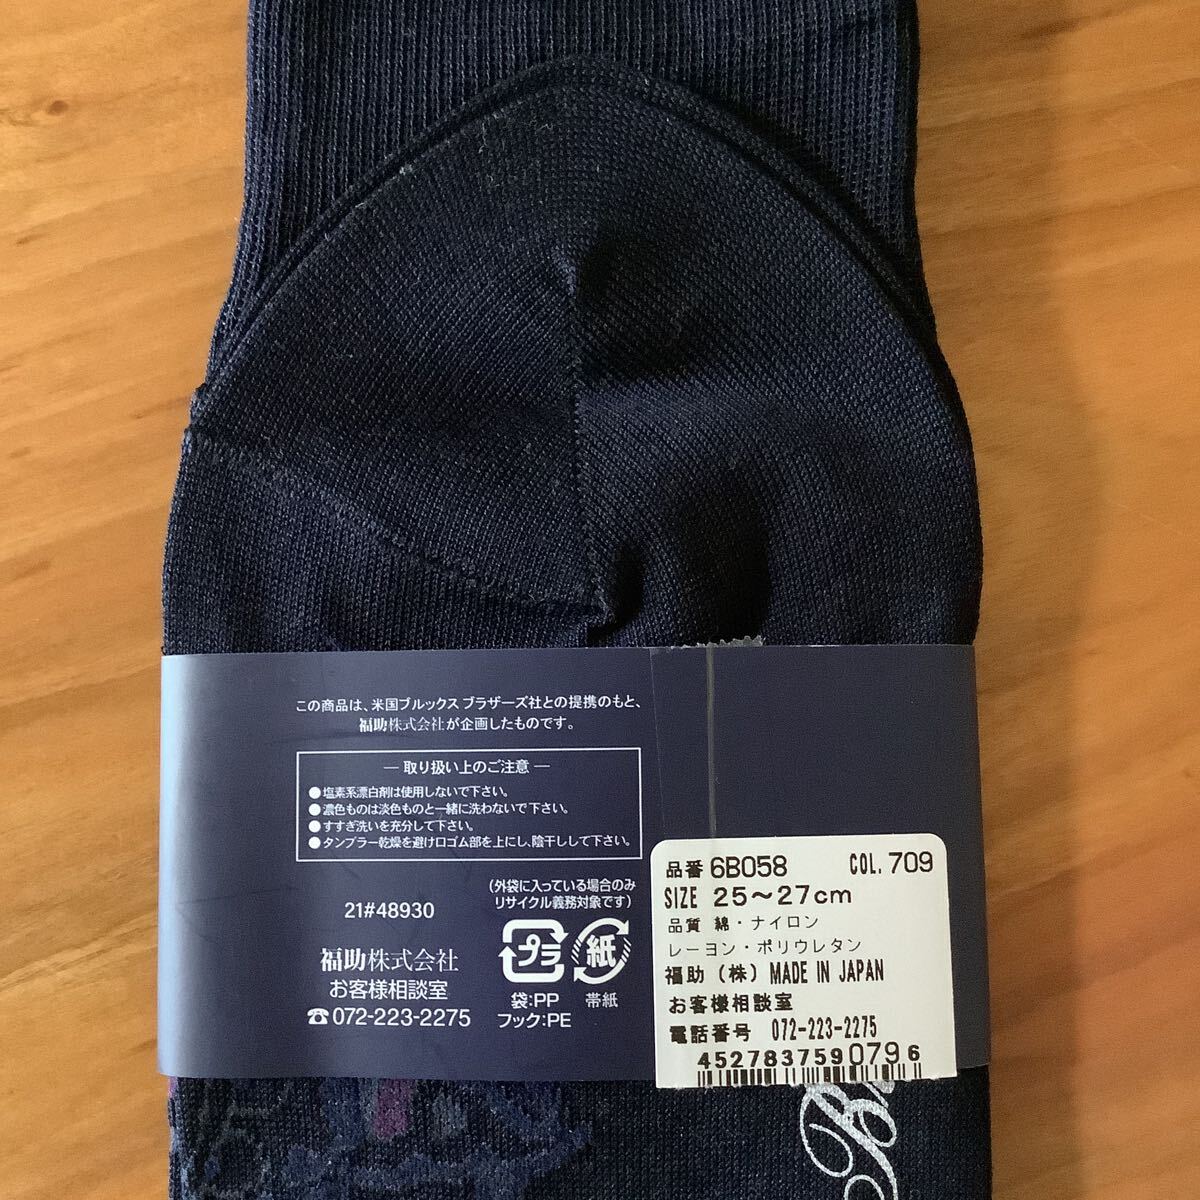 この商品は、米国ブルックス ブラザーズ社との提携のもと、
福助株式会社が企画したものです。
― 取り扱い上のご注意 ―
●塩素系漂白剤は使用しないで下さい。
●濃色ものは淡色ものと一緒に洗わないで下さい。
●すすぎ洗いを充分して下さい。
●タンブラー乾燥を避け口ゴム部を上にし、陰干しして下さい。
21#48930
福助株式会社
お客様相談室
☎072-223-2275
(外袋に入っている場合のみ
リサイクル義務対象です)
プラ
紙
袋:PP
帯紙
フック:PE
品番 6B058 COL. 709
SIZE 25～27cm
品質 綿・ナイロン
レーヨン・ポリウレタン
福助(株) MADE IN JAPAN
お客様相談室
電話番号 072-223-2275
4527837590796